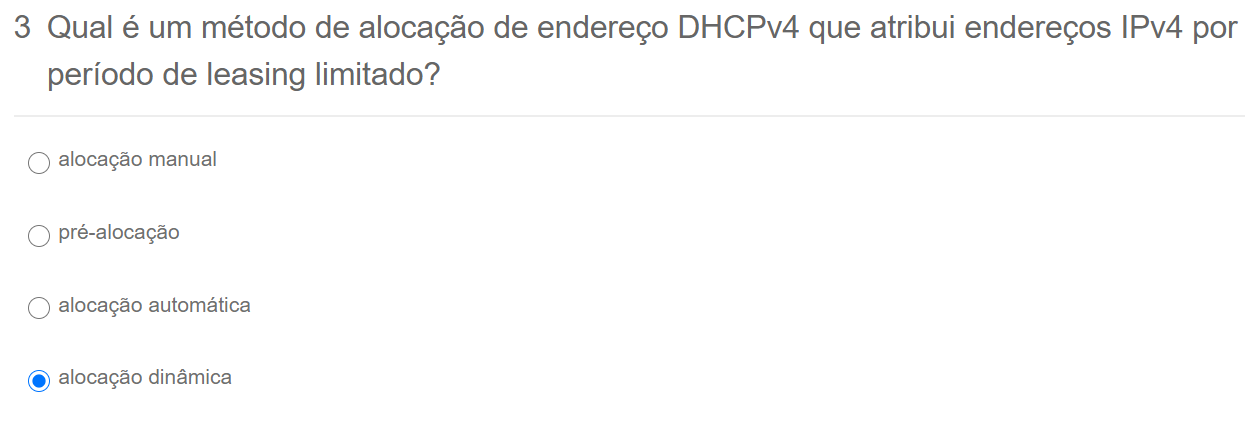 3 Qual é um método de alocação de endereço DHCPv4 que atribui endereços IPv4 por
período de leasing limitado?
alocação manual
pré-alocação
alocação automática
alocação dinâmica